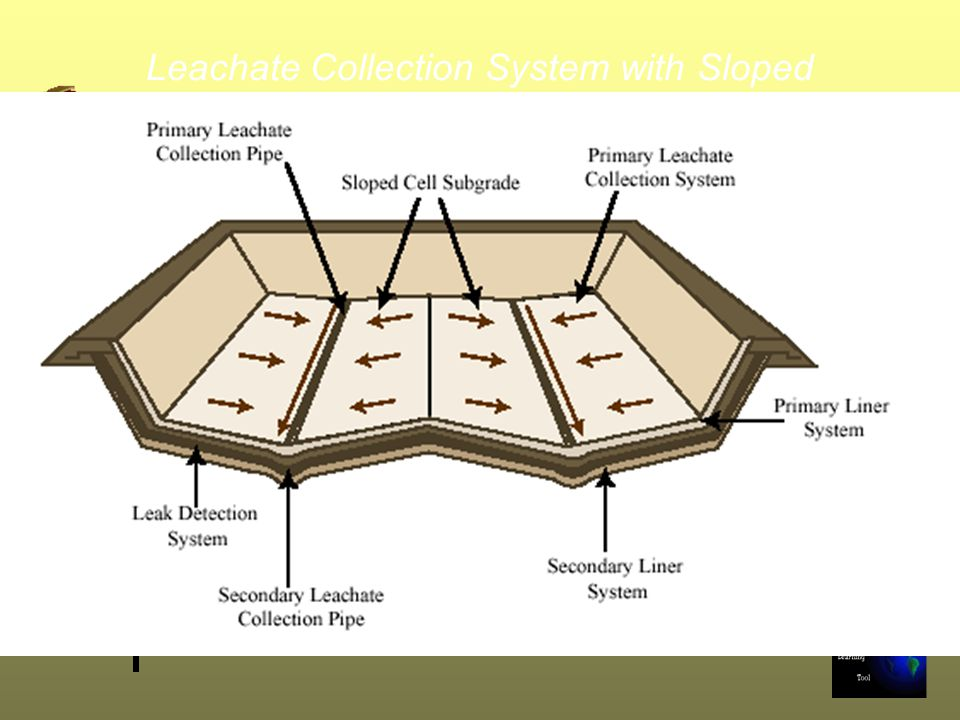 Leachate Collection System with Sloped
Primary Leachate
Collection Pipe
Sloped Cell Subgrade
Primary Leachate
Collection System
Primary Liner
System
Leak Detection
System
Secondary Leachate
Collection Pipe
Secondary Liner
System
Learning
Tool